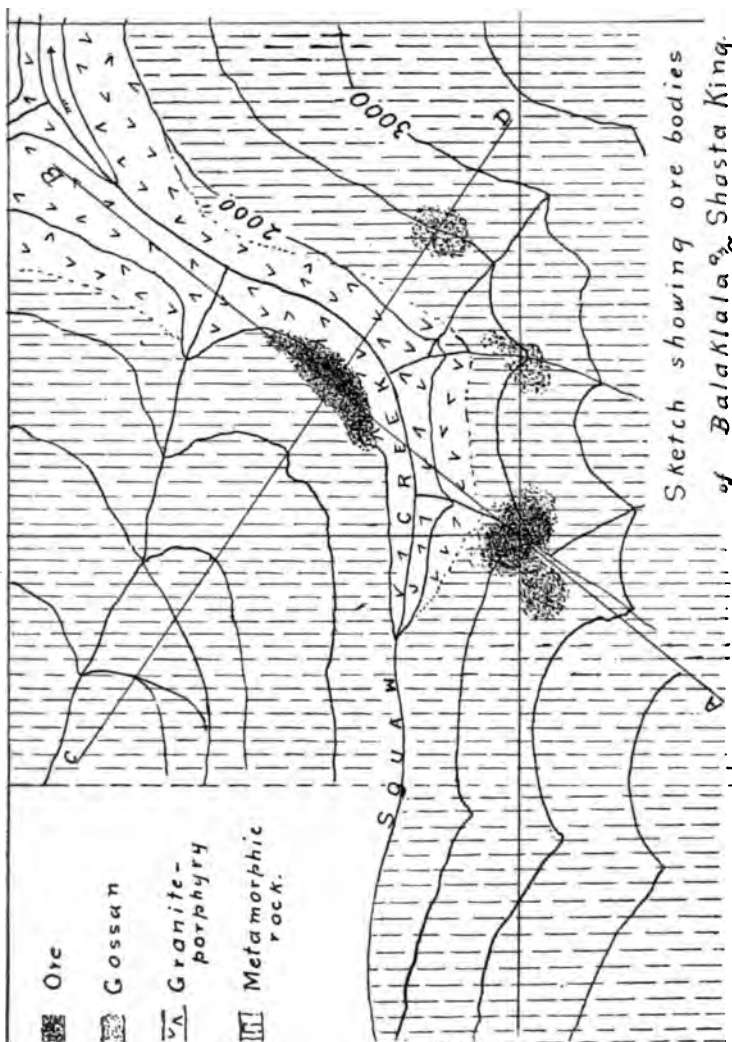 Sketch showing ore bodies
of Balaklala & Shasta King.
Ore
Gossan
Granite-
porphyry
Metamorphic
rock.
SQUAW CREEK
2000
3000
A
B
C
D